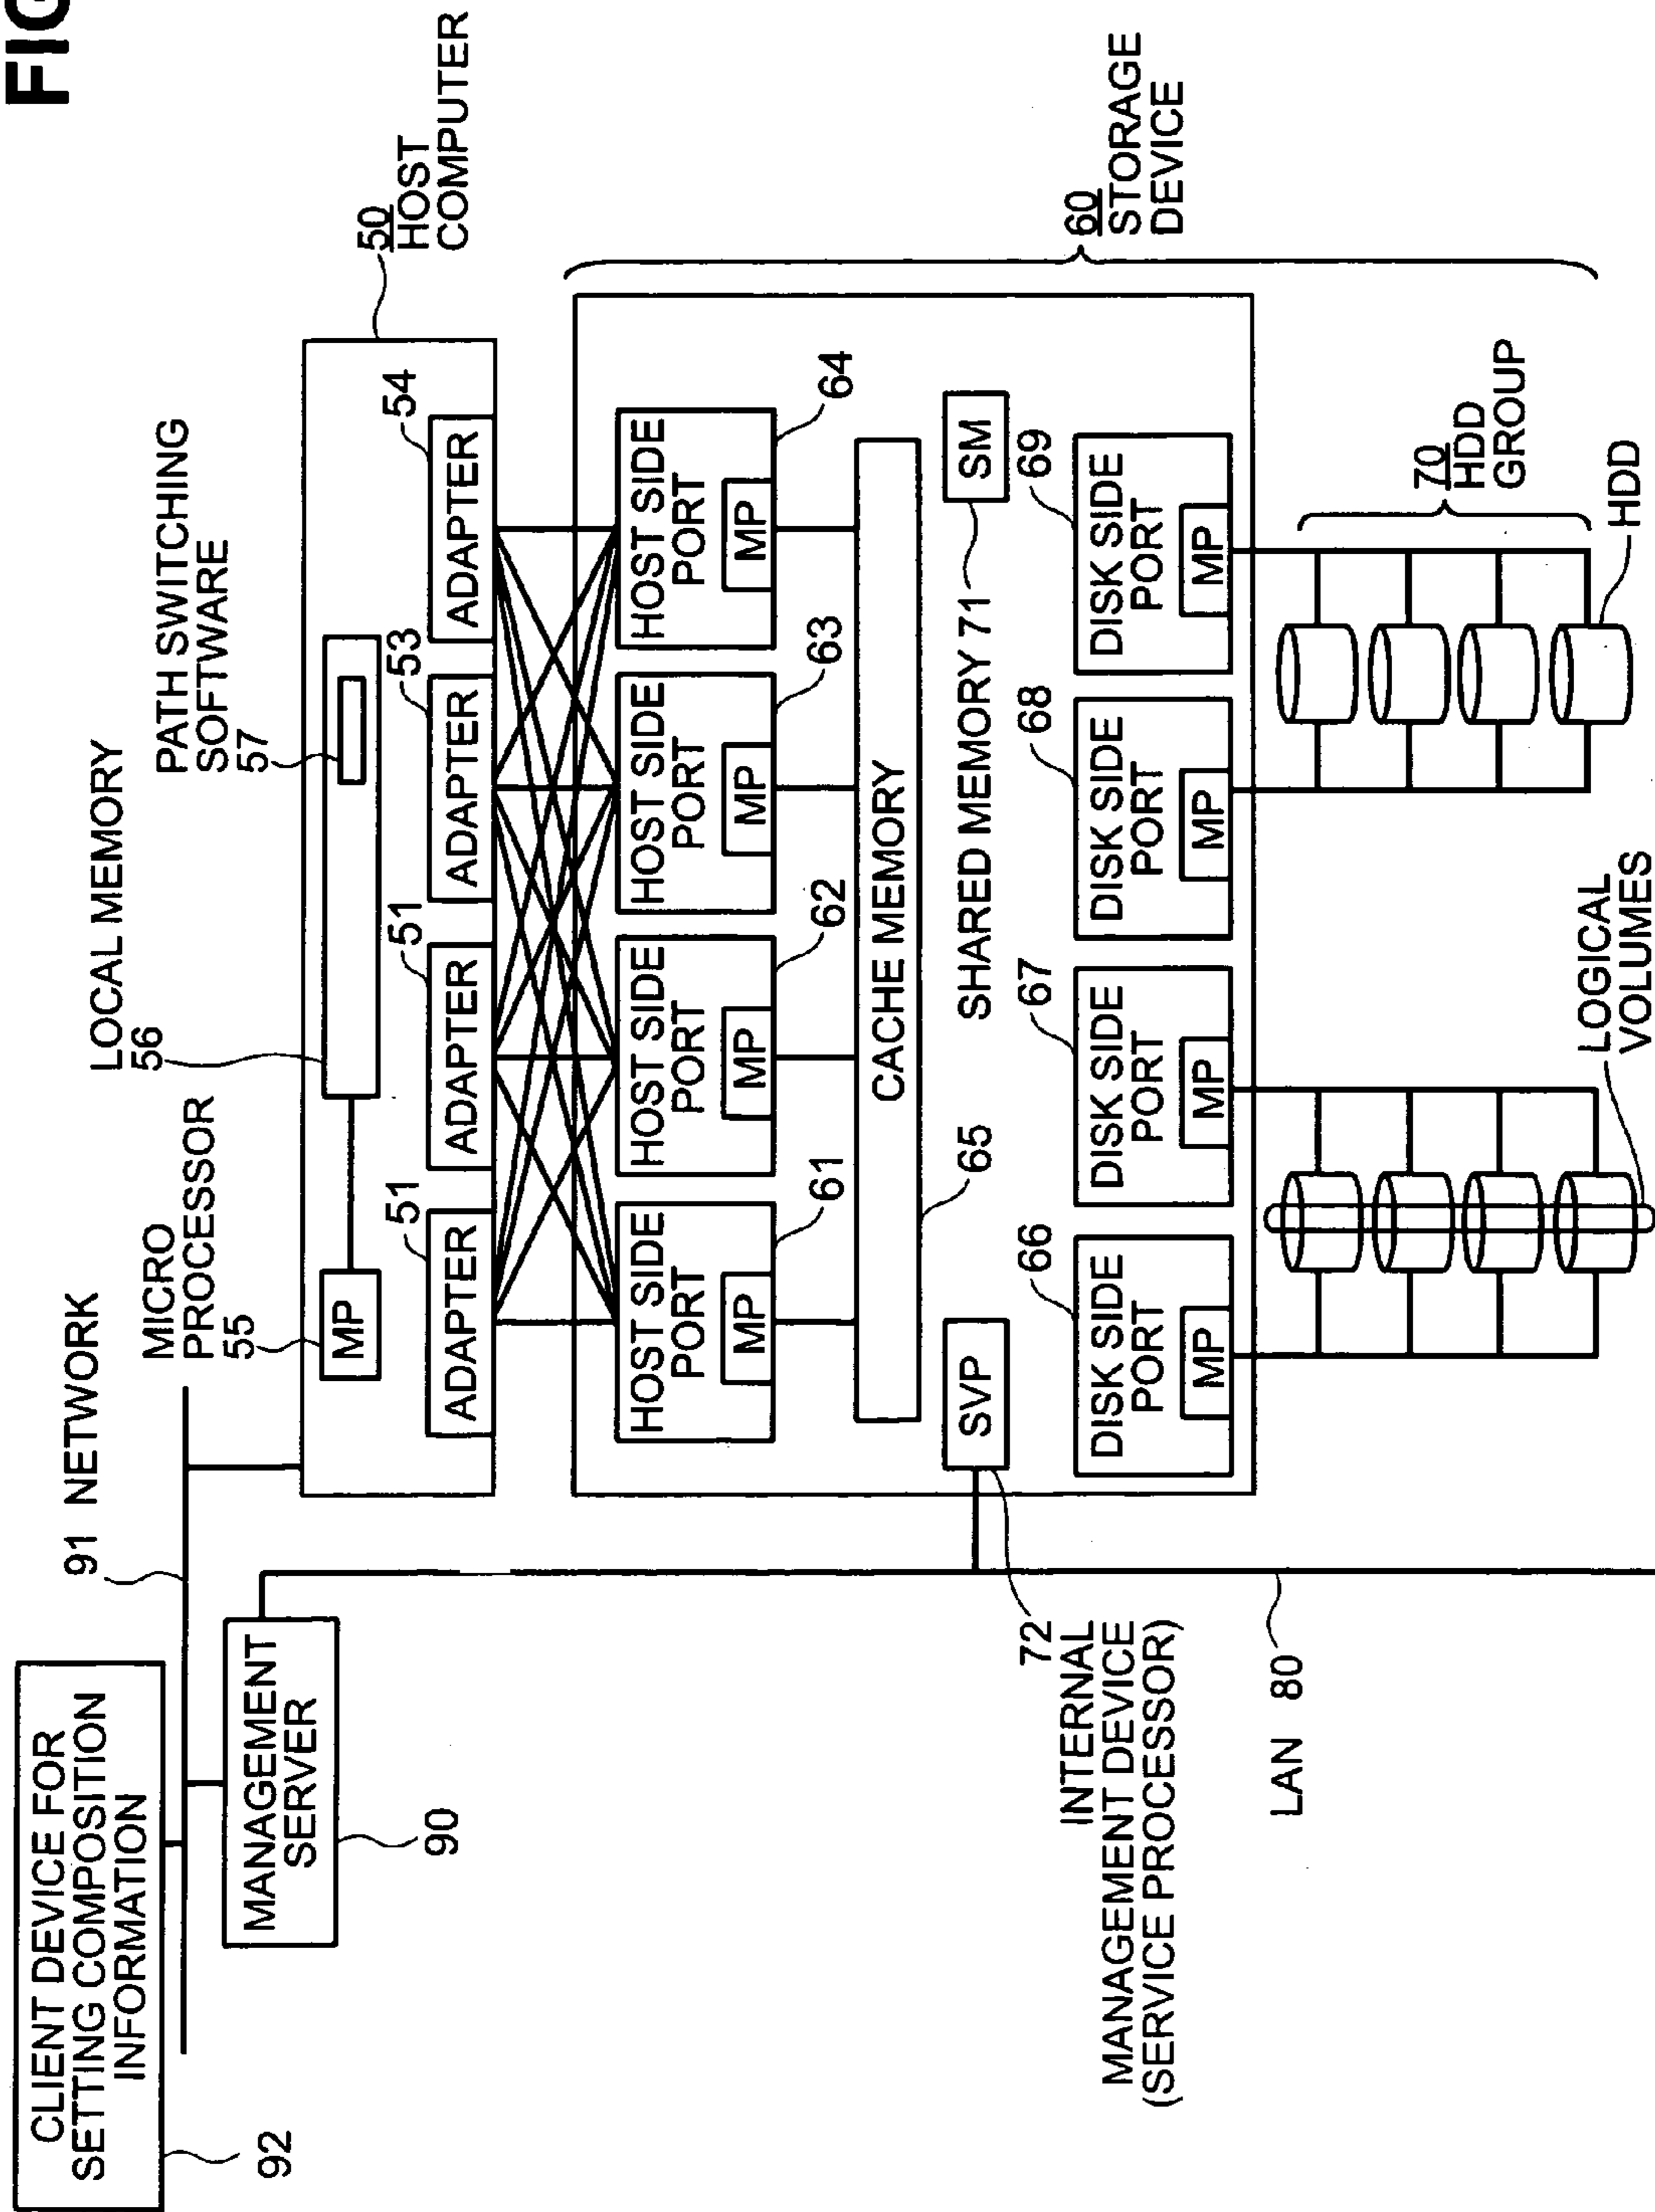 FIG
CLIENT DEVICE FOR
SETTING COMPOSITION
INFORMATION
92
91 NETWORK
MANAGEMENT
SERVER
90
MICRO
PROCESSOR
55
MP
LOCAL MEMORY
56
PATH SWITCHING
SOFTWARE
57
50
HOST
COMPUTER
ADAPTER
51
ADAPTER
51
ADAPTER
53
ADAPTER
54
HOST SIDE
PORT
MP
61
HOST SIDE
PORT
MP
62
HOST SIDE
PORT
MP
63
HOST SIDE
PORT
MP
64
60
STORAGE
DEVICE
CACHE MEMORY
65
SVP
72
INTERNAL
MANAGEMENT DEVICE
(SERVICE PROCESSOR)
SHARED MEMORY 71
SM
DISK SIDE
PORT
MP
66
DISK SIDE
PORT
MP
67
DISK SIDE
PORT
MP
68
DISK SIDE
PORT
MP
69
LAN 80
70
HDD
GROUP
HDD
LOGICAL
VOLUMES